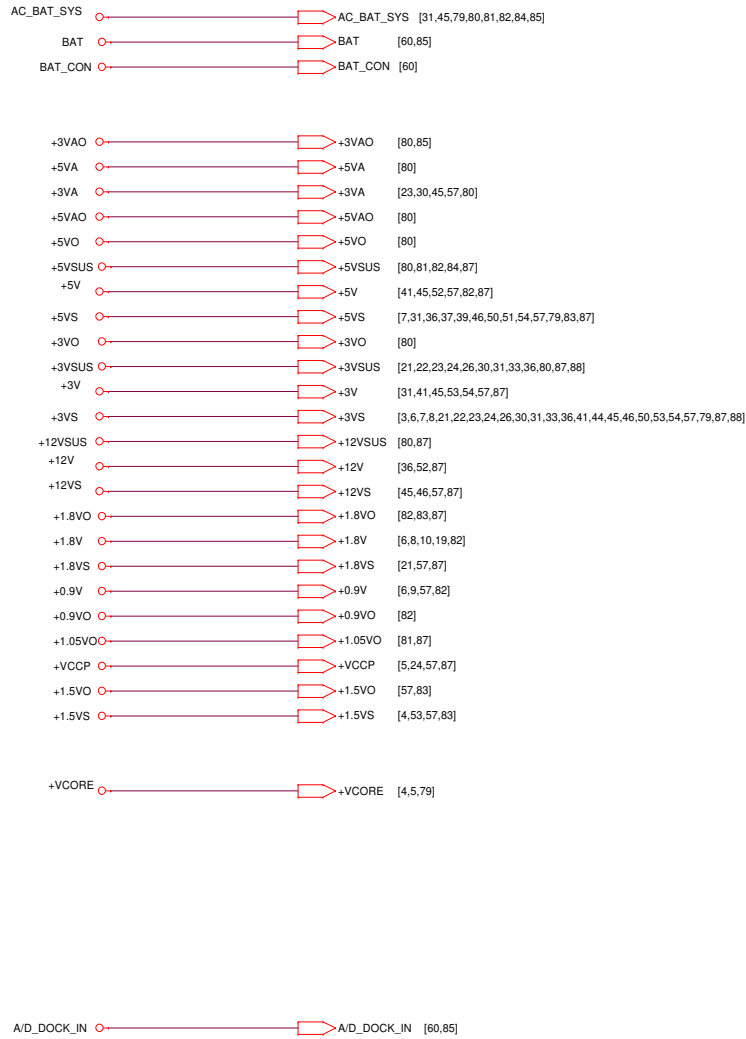 AC_BAT_SYS AC_BAT_SYS [31,45,79,80,81,82,84,85]
BAT BAT [60,85]
BAT_CON BAT_CON [60]
+3VAO +3VAO [80,85]
+5VA +5VA [80]
+3VA +3VA [23,30,45,57,80]
+5VAO +5VAO [80]
+5VO +5VO [80]
+5VSUS +5VSUS [80,81,82,84,87]
+5V +5V [41,45,52,57,82,87]
+5VS +5VS [7,31,36,37,39,46,50,51,54,57,79,83,87]
+3VO +3VO [80]
+3VSUS +3VSUS [21,22,23,24,26,30,31,33,36,80,87,88]
+3V +3V [31,41,45,53,54,57,87]
+3VS +3VS [3,6,7,8,21,22,23,24,26,30,31,33,36,41,44,45,46,50,53,54,57,79,87,88]
+12VSUS +12VSUS [80,87]
+12V +12V [36,52,87]
+12VS +12VS [45,46,57,87]
+1.8VO +1.8VO [82,83,87]
+1.8V +1.8V [6,8,10,19,82]
+1.8VS +1.8VS [21,57,87]
+0.9V +0.9V [6,9,57,82]
+0.9VO +0.9VO [82]
+1.05VO +1.05VO [81,87]
+VCCP +VCCP [5,24,57,87]
+1.5VO +1.5VO [57,83]
+1.5VS +1.5VS [4,53,57,83]
+VCORE +VCORE [4,5,79]
A/D_DOCK_IN A/D_DOCK_IN [60,85]